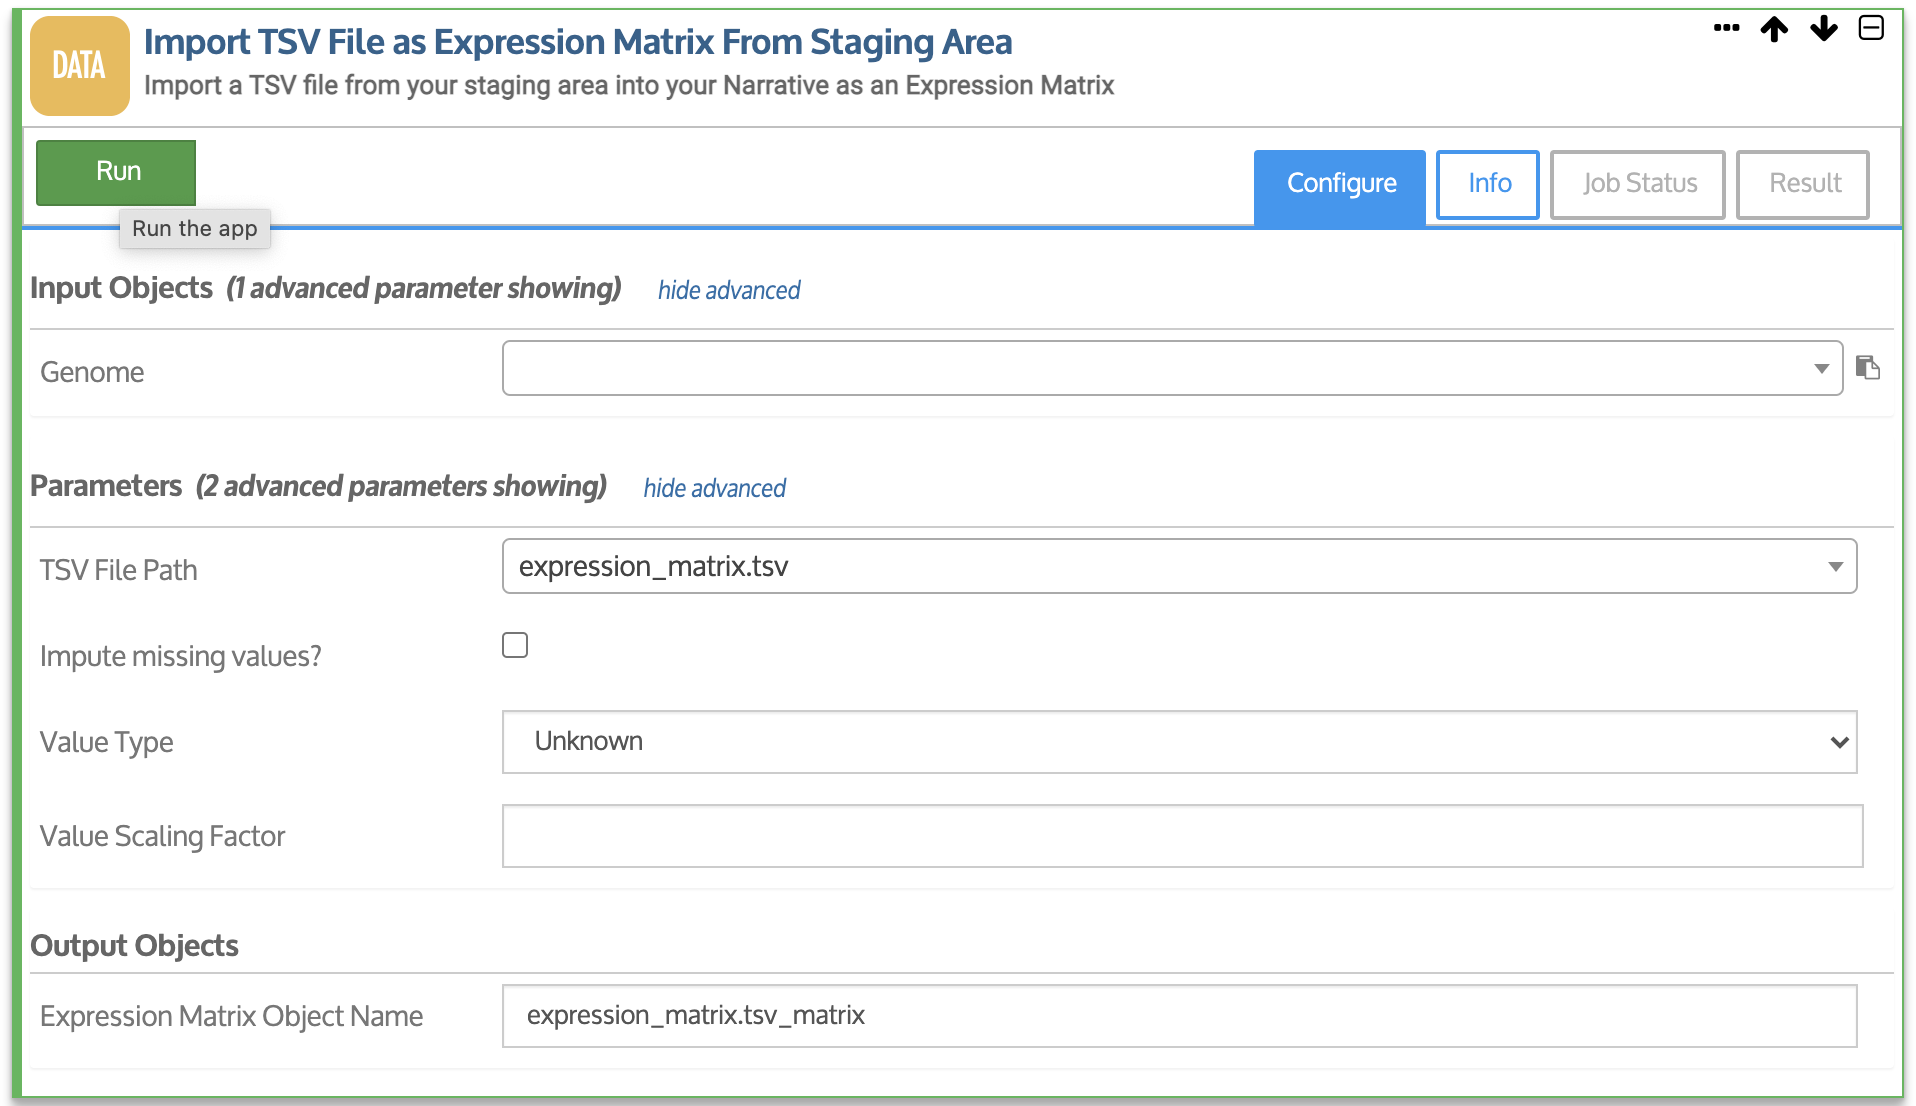 DATA
Import TSV File as Expression Matrix From Staging Area
Import a TSV file from your staging area into your Narrative as an Expression Matrix
Run
Configure
Info
Job Status
Result
Run the app
Input Objects (1 advanced parameter showing) hide advanced
Genome
Parameters (2 advanced parameters showing) hide advanced
TSV File Path
expression_matrix.tsv
Impute missing values?
Value Type
Unknown
Value Scaling Factor
Output Objects
Expression Matrix Object Name
expression_matrix.tsv_matrix